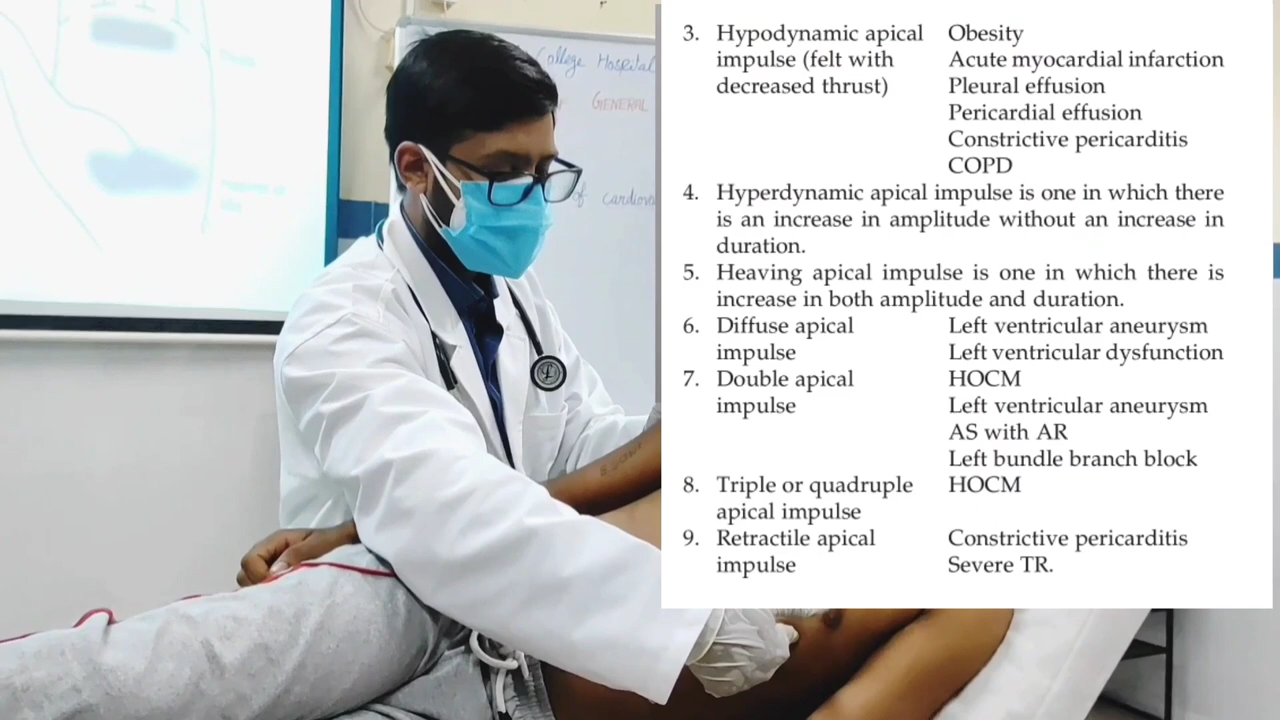 College Hospital
GENERAL
of cardiova
3. Hypodynamic apical Obesity
impulse (felt with Acute myocardial infarction
decreased thrust) Pleural effusion
Pericardial effusion
Constrictive pericarditis
COPD
4. Hyperdynamic apical impulse is one in which there
is an increase in amplitude without an increase in
duration.
5. Heaving apical impulse is one in which there is
increase in both amplitude and duration.
6. Diffuse apical Left ventricular aneurysm
impulse Left ventricular dysfunction
7. Double apical HOCM
impulse Left ventricular aneurysm
AS with AR
Left bundle branch block
8. Triple or quadruple HOCM
apical impulse
9. Retractile apical Constrictive pericarditis
impulse Severe TR.